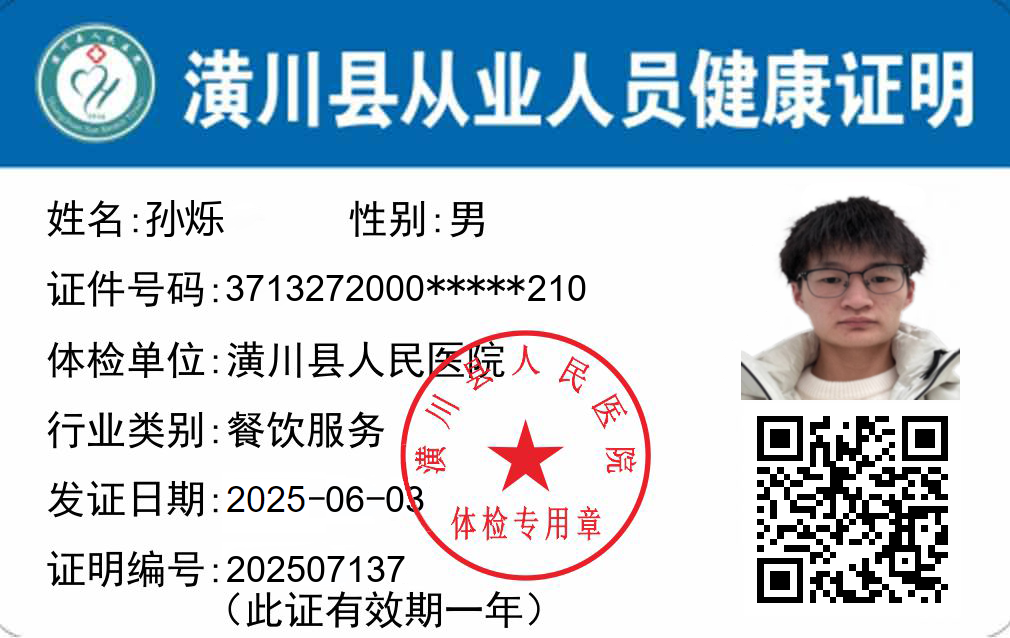 潢川县从业人员健康证明
姓名:孙烁 性别:男
证件号码:3713272000*****210
体检单位:潢川县人民医院
行业类别:餐饮服务
发证日期:2025-06-03
证明编号:202507137
（此证有效期一年）
潢川县人民医院
体检专用章